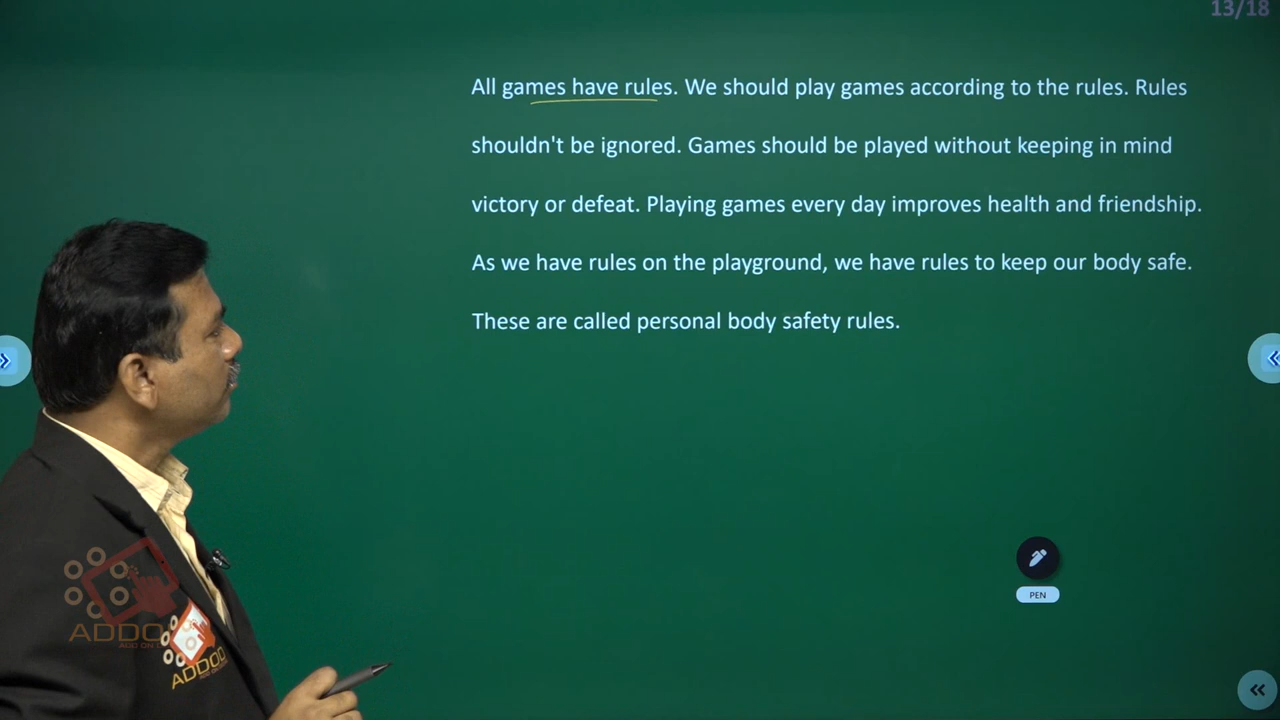 13/18
All games have rules. We should play games according to the rules. Rules
shouldn't be ignored. Games should be played without keeping in mind
victory or defeat. Playing games every day improves health and friendship.
As we have rules on the playground, we have rules to keep our body safe.
These are called personal body safety rules.
PEN
ADDO
ADDOO